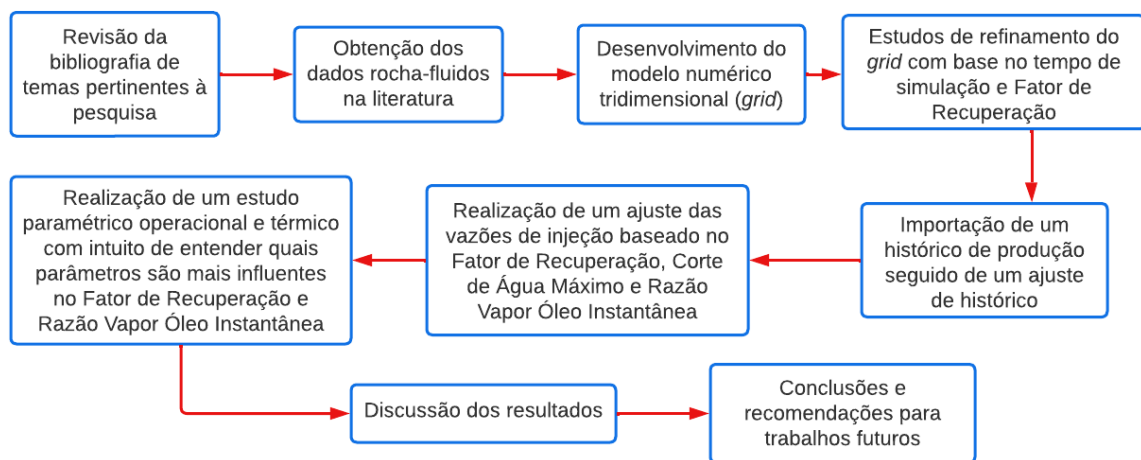 Revisão da
bibliografia de
temas pertinentes à
pesquisa
Obtenção dos
dados rocha-fluidos
na literatura
Desenvolvimento do
modelo numérico
tridimensional (grid)
Estudos de refinamento do
grid com base no tempo de
simulação e Fator de
Recuperação
Importação de um
histórico de produção
seguido de um ajuste
de histórico
Realização de um ajuste das
vazões de injeção baseado no
Fator de Recuperação, Corte
de Água Máximo e Razão
Vapor Óleo Instantânea
Realização de um estudo
paramétrico operacional e térmico
com intuito de entender quais
parâmetros são mais influentes
no Fator de Recuperação e
Razão Vapor Óleo Instantânea
Discussão dos resultados
Conclusões e
recomendações para
trabalhos futuros